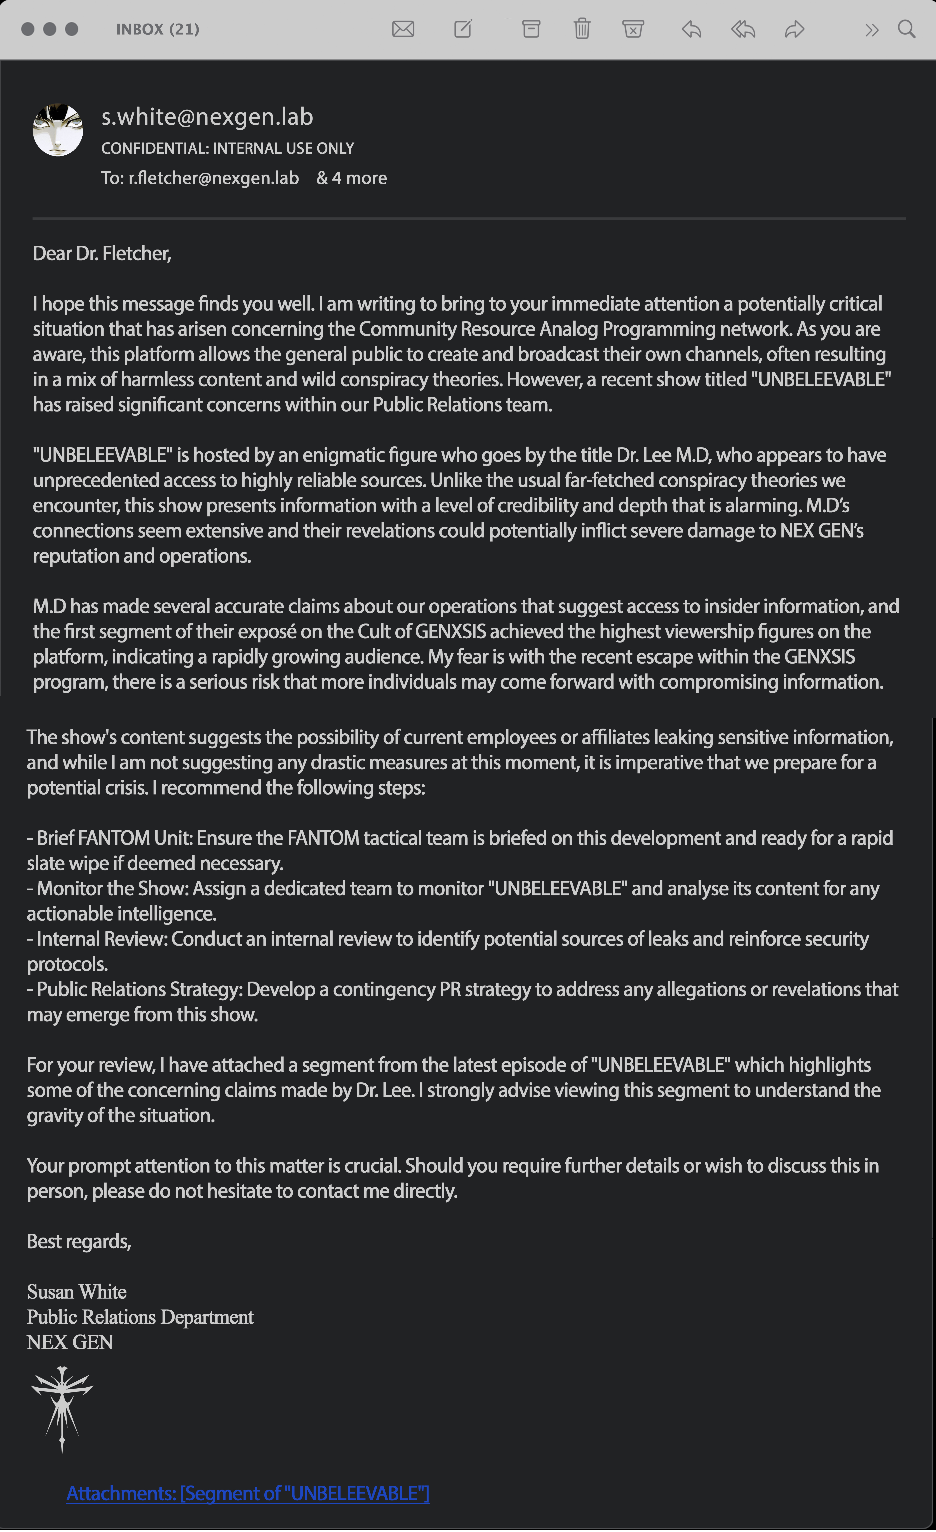 INBOX (21)
s.white@nexgen.lab
CONFIDENTIAL: INTERNAL USE ONLY
To: r.fletcher@nexgen.lab & 4 more
Dear Dr. Fletcher,
I hope this message finds you well. I am writing to bring to your immediate attention a potentially critical
situation that has arisen concerning the Community Resource Analog Programming network. As you are
aware, this platform allows the general public to create and broadcast their own channels, often resulting
in a mix of harmless content and wild conspiracy theories. However, a recent show titled "UNBELEEVABLE"
has raised significant concerns within our Public Relations team.
"UNBELEEVABLE" is hosted by an enigmatic figure who goes by the title Dr. Lee M.D, who appears to have
unprecedented access to highly reliable sources. Unlike the usual far-fetched conspiracy theories we
encounter, this show presents information with a level of credibility and depth that is alarming. M.D’s
connections seem extensive and their revelations could potentially inflict severe damage to NEX GEN’s
reputation and operations.
M.D has made several accurate claims about our operations that suggest access to insider information, and
the first segment of their exposé on the Cult of GENXSIS achieved the highest viewership figures on the
platform, indicating a rapidly growing audience. My fear is with the recent escape within the GENXSIS
program, there is a serious risk that more individuals may come forward with compromising information.
The show's content suggests the possibility of current employees or affiliates leaking sensitive information,
and while I am not suggesting any drastic measures at this moment, it is imperative that we prepare for a
potential crisis. I recommend the following steps:
- Brief FANTOM Unit: Ensure the FANTOM tactical team is briefed on this development and ready for a rapid
slate wipe if deemed necessary.
- Monitor the Show: Assign a dedicated team to monitor "UNBELEEVABLE" and analyse its content for any
actionable intelligence.
- Internal Review: Conduct an internal review to identify potential sources of leaks and reinforce security
protocols.
- Public Relations Strategy: Develop a contingency PR strategy to address any allegations or revelations that
may emerge from this show.
For your review, I have attached a segment from the latest episode of "UNBELEEVABLE" which highlights
some of the concerning claims made by Dr. Lee. I strongly advise viewing this segment to understand the
gravity of the situation.
Your prompt attention to this matter is crucial. Should you require further details or wish to discuss this in
person, please do not hesitate to contact me directly.
Best regards,
Susan White
Public Relations Department
NEX GEN
Attachments: [Segment of "UNBELEEVABLE"]